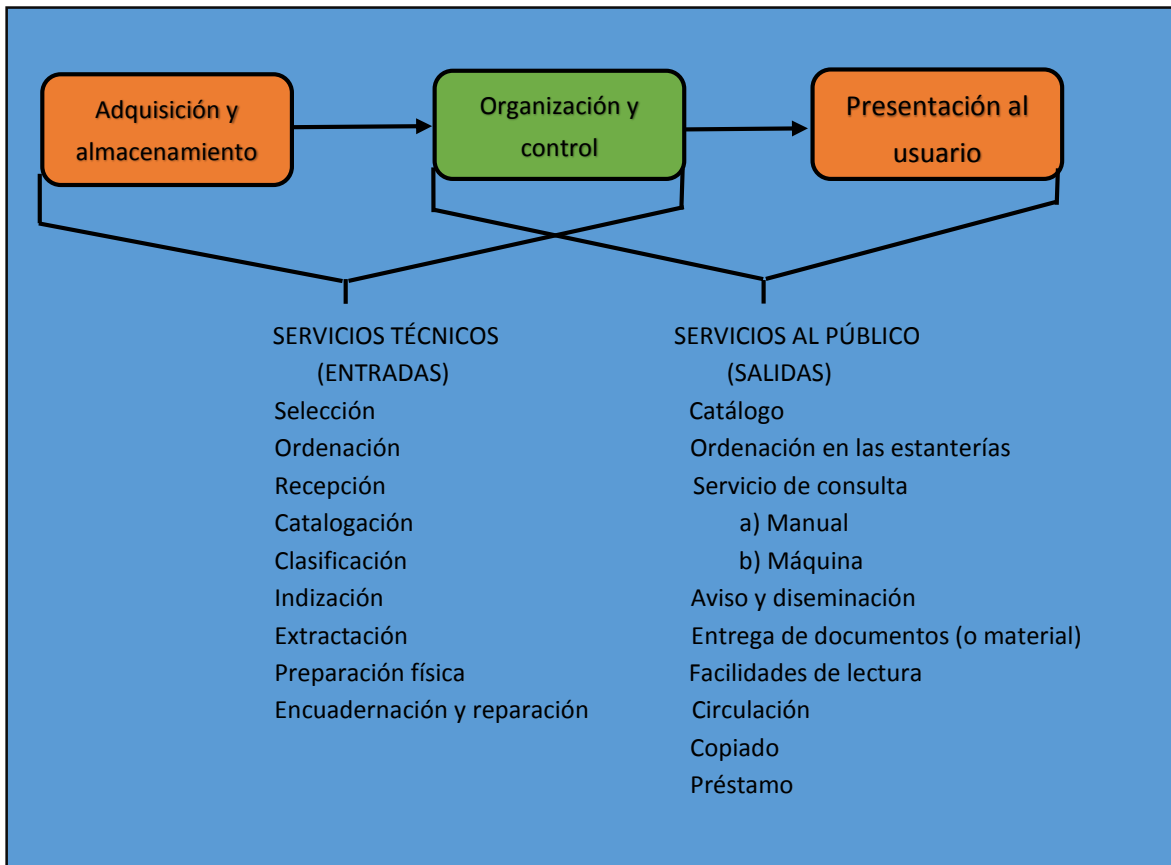 Adquisición y
almacenamiento
Organización y
control
Presentación al
usuario
SERVICIOS TÉCNICOS
(ENTRADAS)
Selección
Ordenación
Recepción
Catalogación
Clasificación
Indización
Extractación
Preparación física
Encuadernación y reparación
SERVICIOS AL PÚBLICO
(SALIDAS)
Catálogo
Ordenación en las estanterías
Servicio de consulta
a) Manual
b) Máquina
Aviso y diseminación
Entrega de documentos (o material)
Facilidades de lectura
Circulación
Copiado
Préstamo